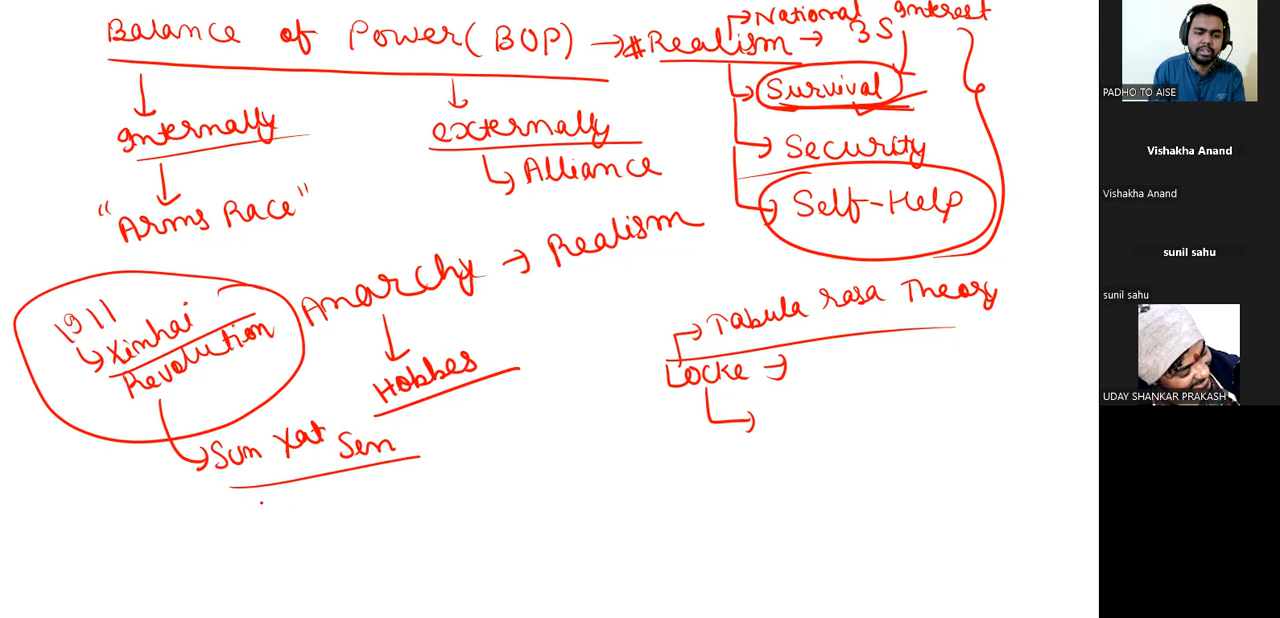 Balance of Power (BOP) → # Realism → 3S
National Interest
Survival
Security
Self-Help
Internally
"Arms Race"
externally
Alliance
Anarchy → Realism
Hobbes
1911
Xinhai
Revolution
Sun Yat Sen
Tabula rasa Theory
Locke →
PADHO TO AISE
Vishakha Anand
Vishakha Anand
sunil sahu
sunil sahu
UDAY SHANKAR PRAKASH